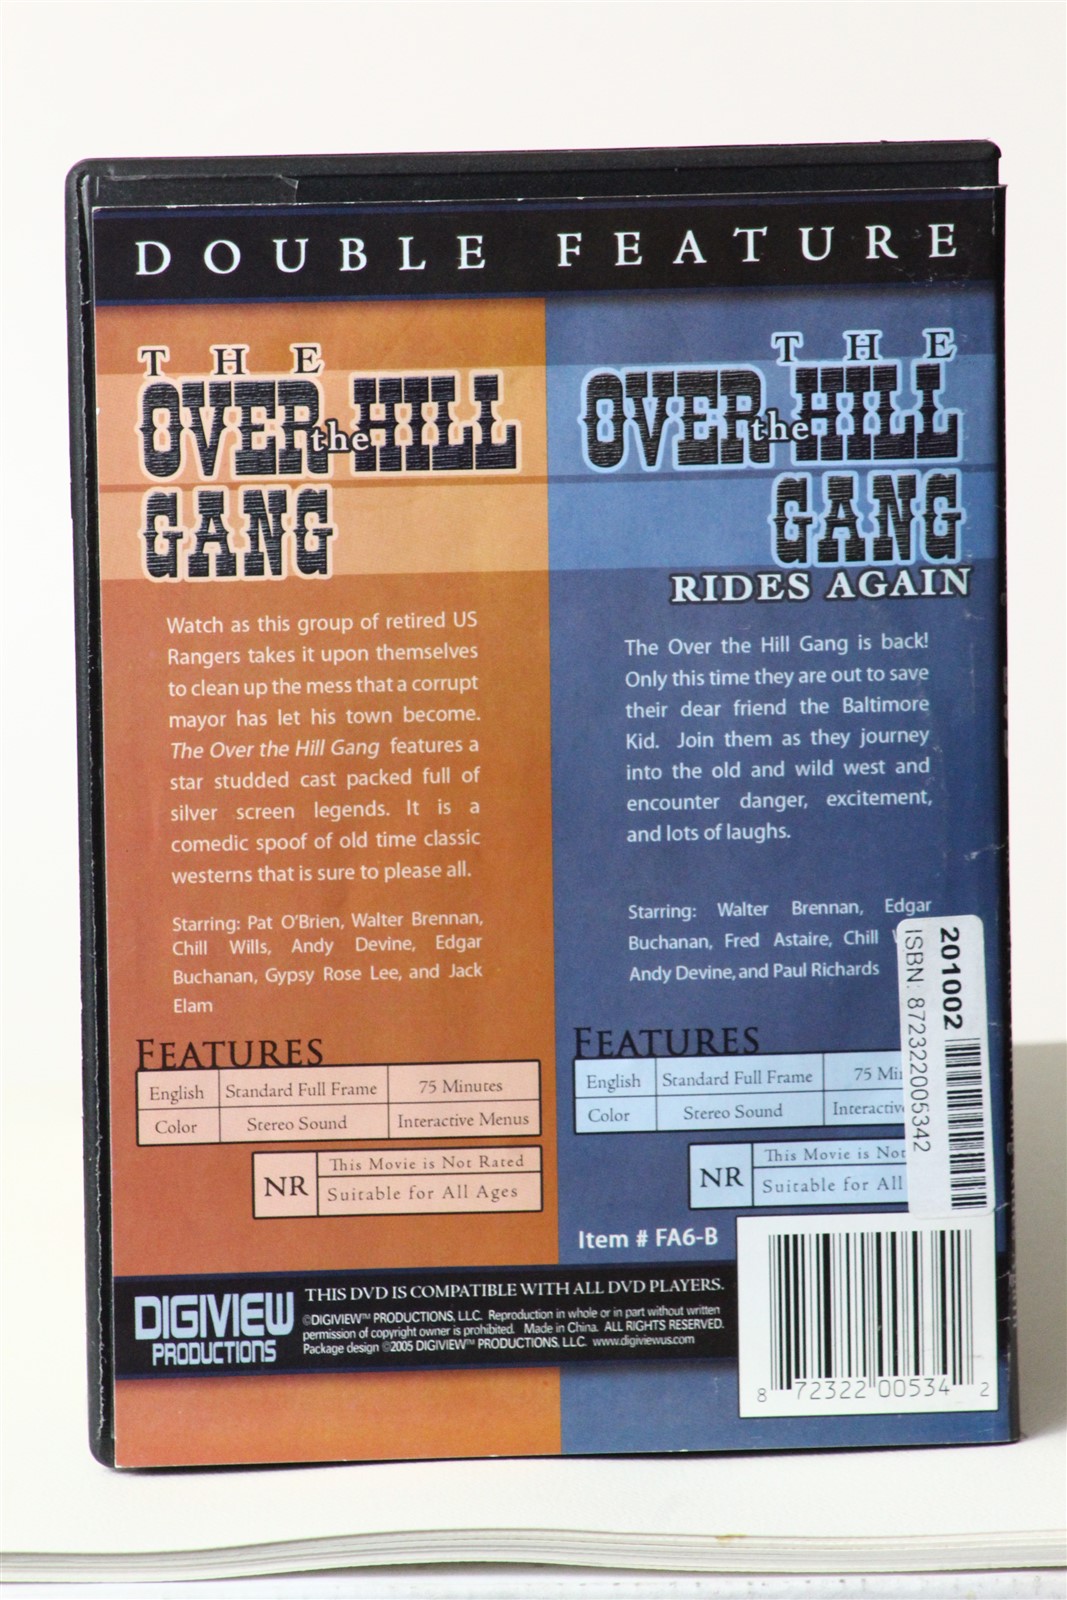 DOUBLE FEATURE
THE
OVER the HILL
GANG
Watch as this group of retired US
Rangers takes it upon themselves
to clean up the mess that a corrupt
mayor has let his town become.
The Over the Hill Gang features a
star studded cast packed full of
silver screen legends. It is a
comedic spoof of old time classic
westerns that is sure to please all.
Starring: Pat O'Brien, Walter Brennan,
Chill Wills, Andy Devine, Edgar
Buchanan, Gypsy Rose Lee, and Jack
Elam
FEATURES
English Standard Full Frame 75 Minutes
Color Stereo Sound Interactive Menus
NR
This Movie is Not Rated
Suitable for All Ages
THE
OVER the HILL
GANG
RIDES AGAIN
The Over the Hill Gang is back!
Only this time they are out to save
their dear friend the Baltimore
Kid. Join them as they journey
into the old and wild west and
encounter danger, excitement,
and lots of laughs.
Starring: Walter Brennan, Edgar
Buchanan, Fred Astaire, Chill
Andy Devine, and Paul Richards
FEATURES
English Standard Full Frame 75
Color Stereo Sound Interactive
NR
This Movie is Not
Suitable for All
201002
ISBN: 872322005342
Item # FA6-B
DIGIVIEW
PRODUCTIONS
THIS DVD IS COMPATIBLE WITH ALL DVD PLAYERS.
©DIGIVIEW™ PRODUCTIONS, LLC. Reproduction in whole or in part without written
permission of copyright owner is prohibited. Made in China. ALL RIGHTS RESERVED.
Package design ©2005 DIGIVIEW™ PRODUCTIONS, LLC. www.digiviewus.com
8 72322 00534 2